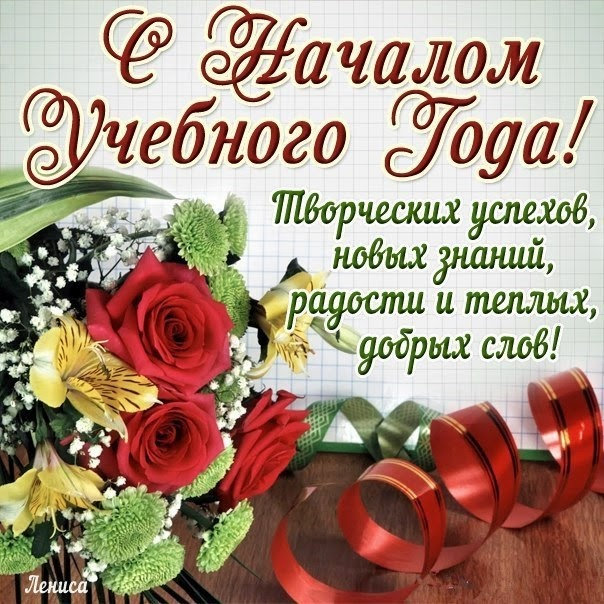 С Началом
Учебного Года!
Творческих успехов,
новых знаний,
радости и теплых,
добрых слов!
Лениса